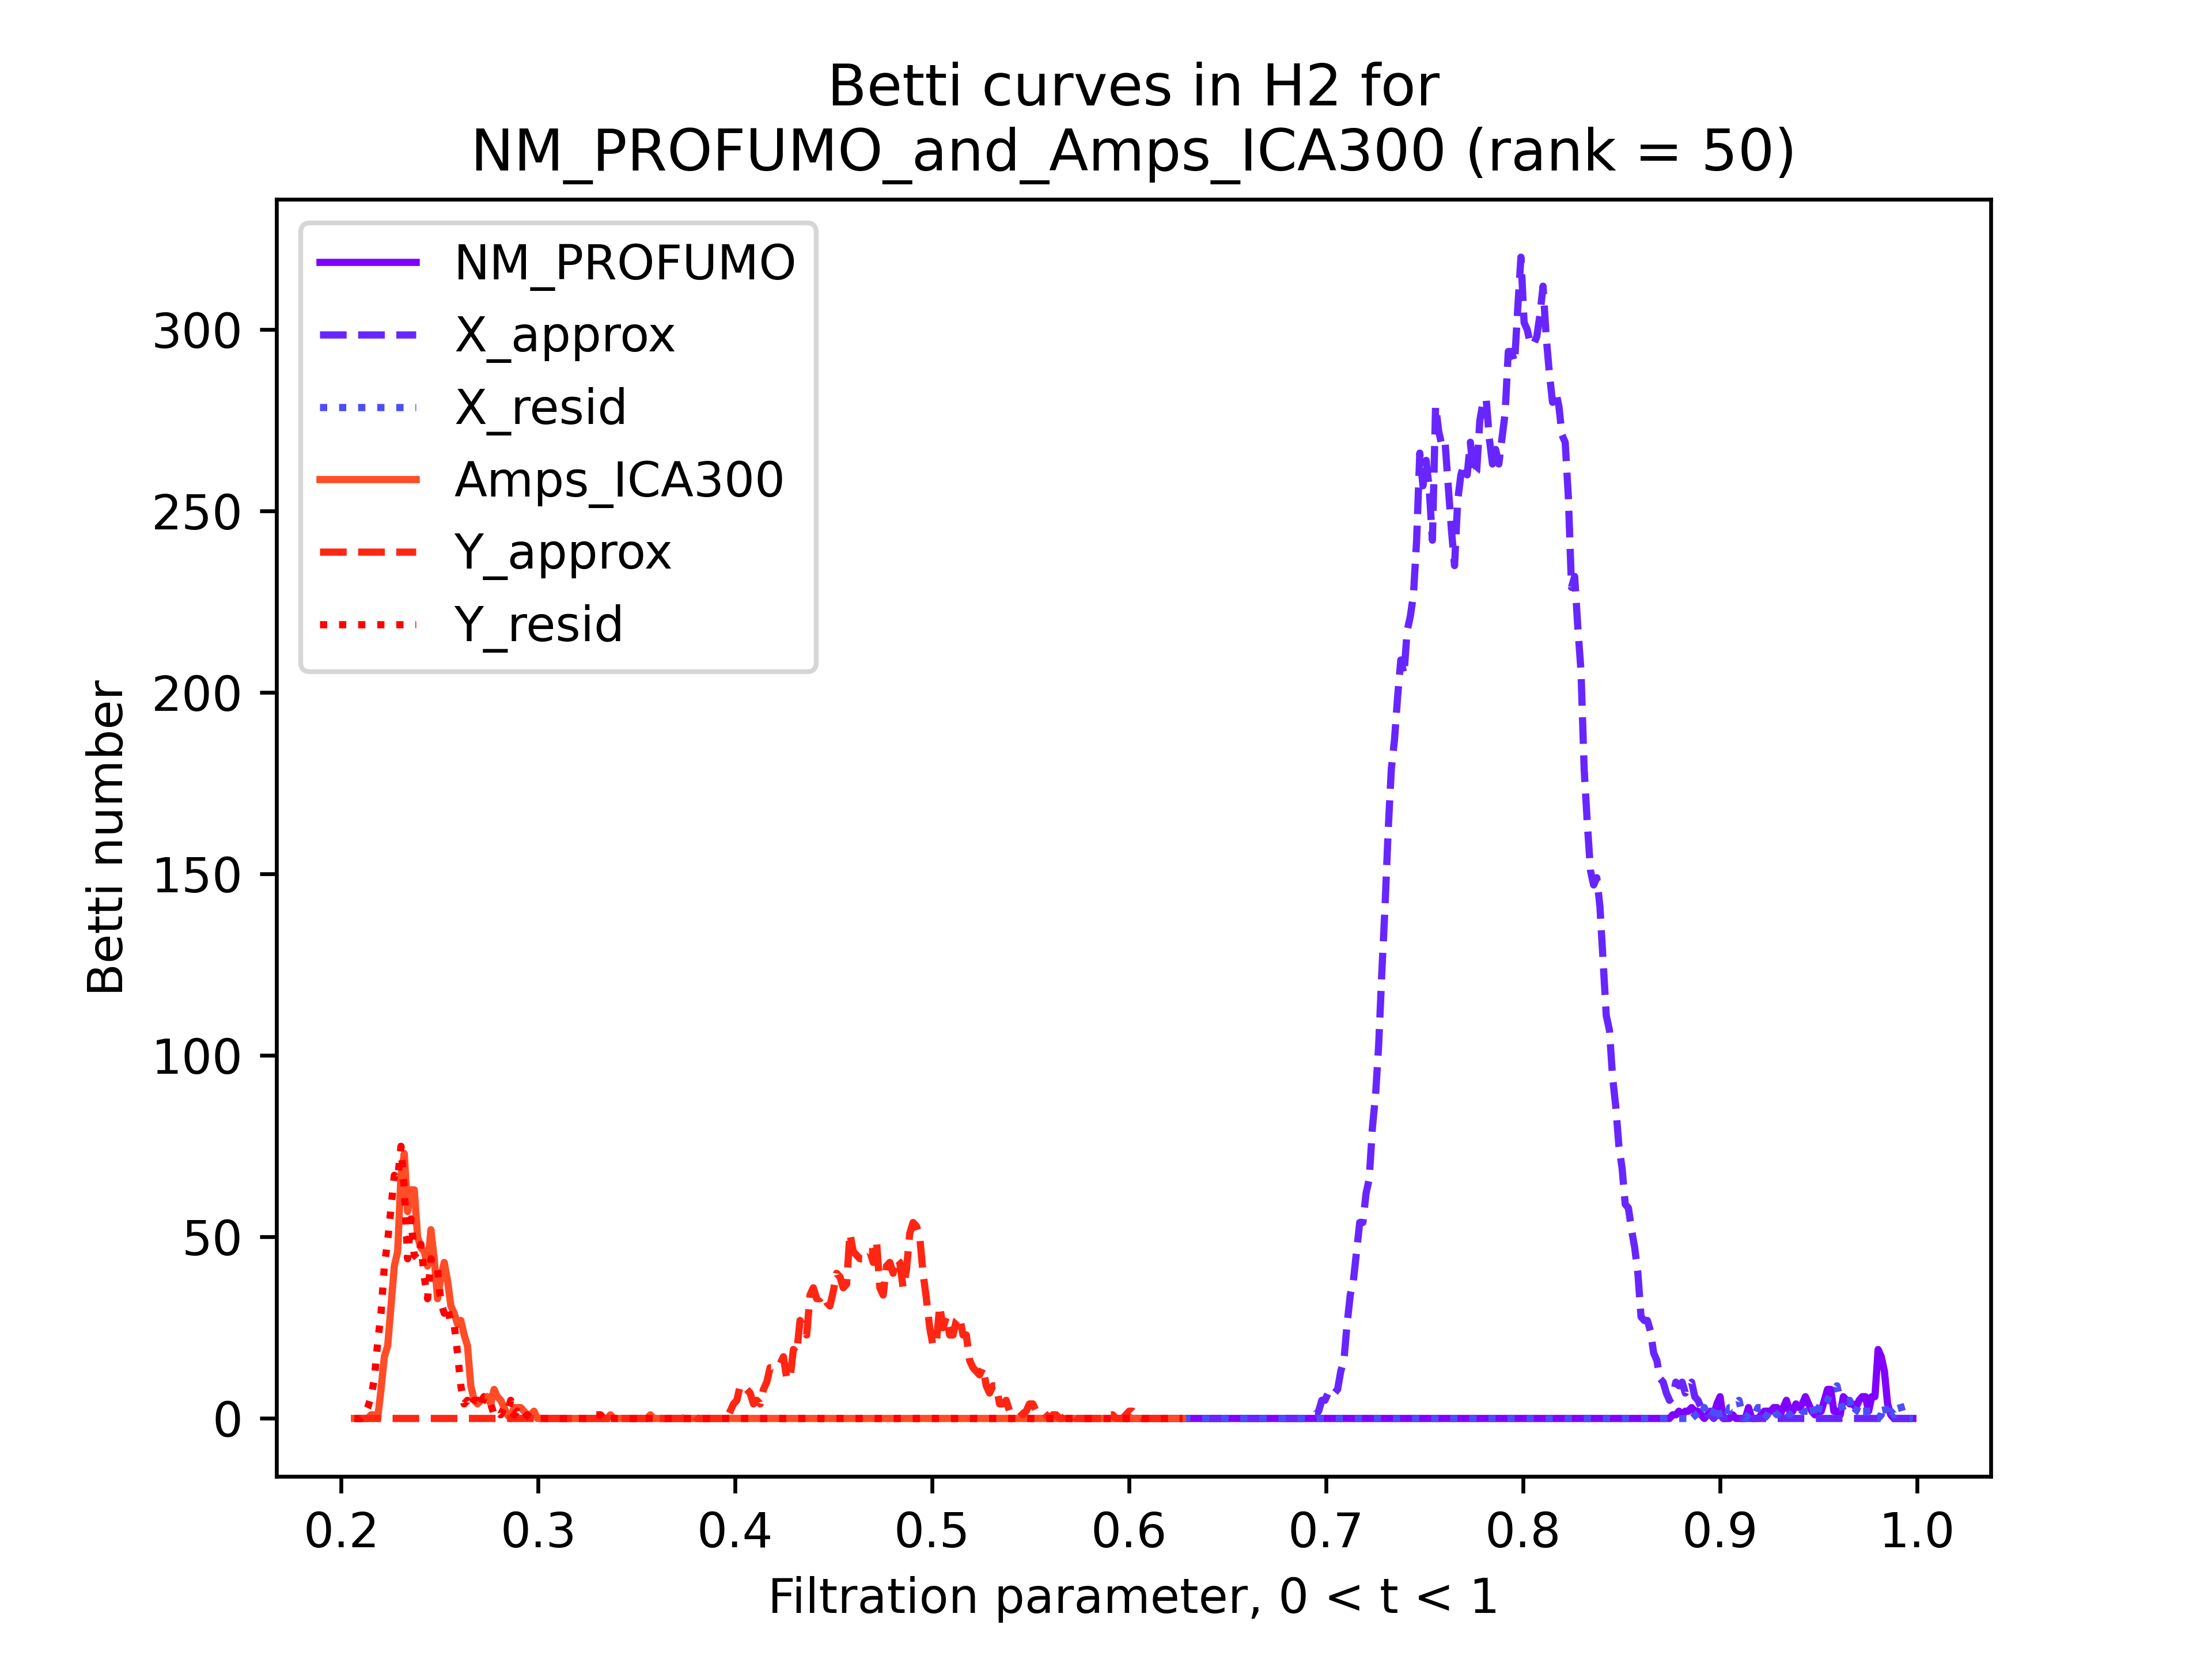 Betti curves in H2 for
NM_PROFUMO_and_Amps_ICA300 (rank = 50)
NM_PROFUMO
X_approx
X_resid
Amps_ICA300
Y_approx
Y_resid
Betti number
300
250
200
150
100
50
0
0.2 0.3 0.4 0.5 0.6 0.7 0.8 0.9 1.0
Filtration parameter, 0 < t < 1